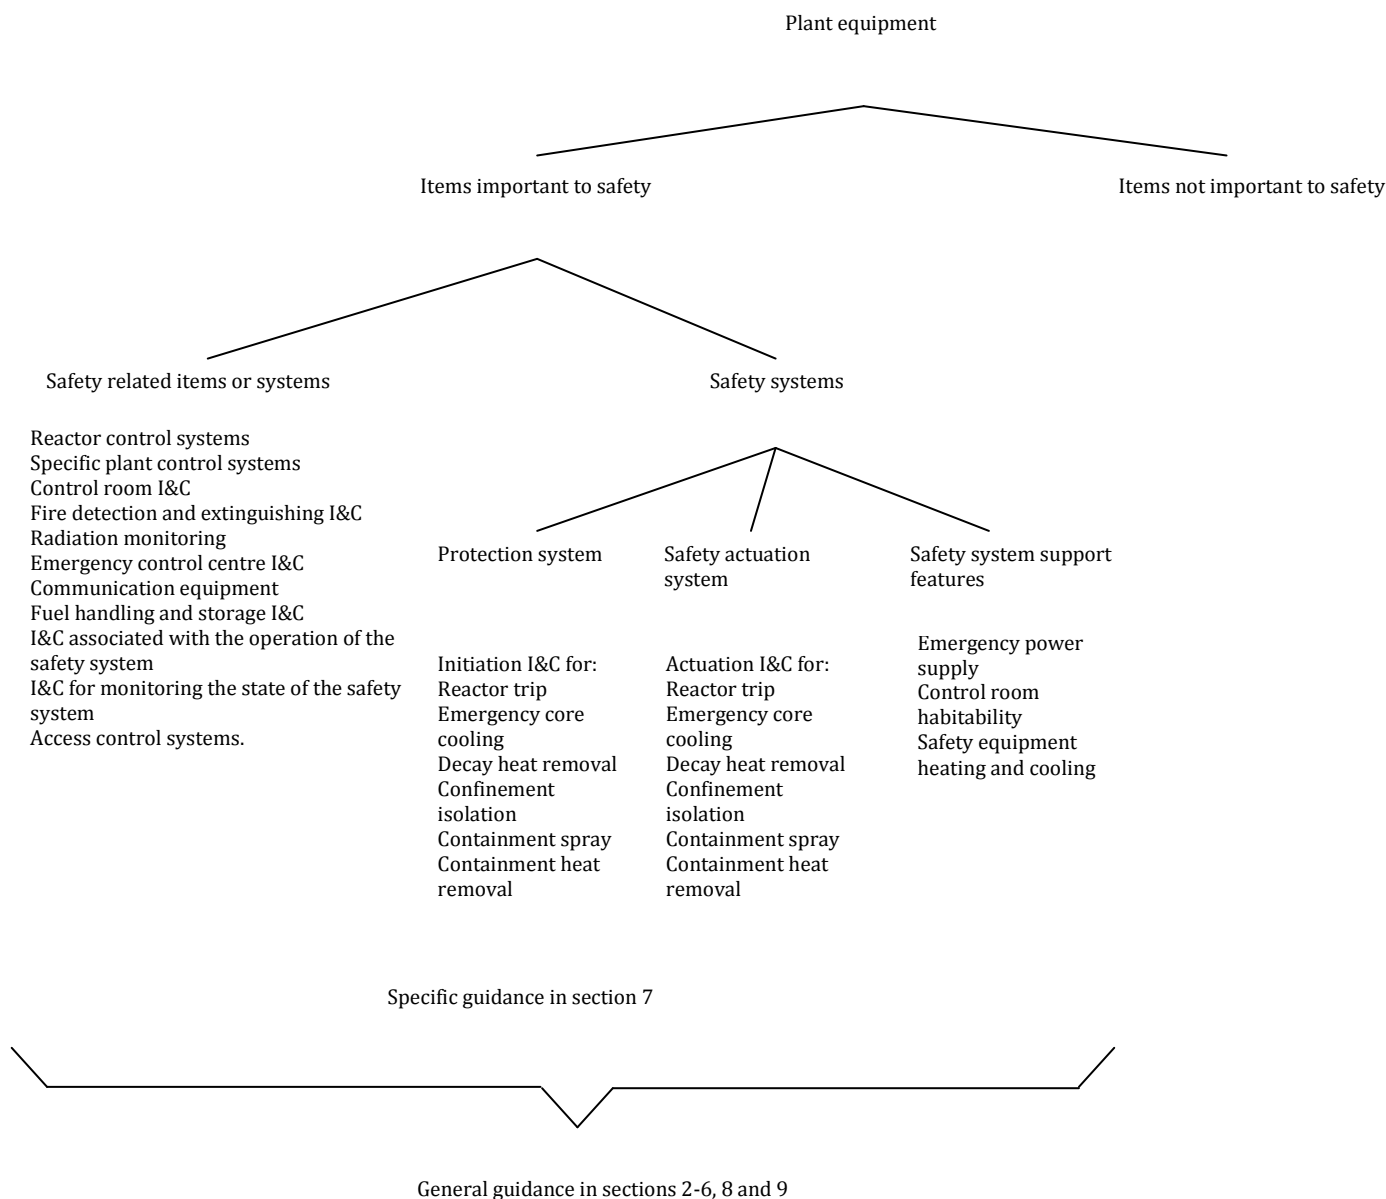 Plant equipment
Items important to safety
Items not important to safety
Safety related items or systems
Safety systems
Reactor control systems
Specific plant control systems
Control room I&C
Fire detection and extinguishing I&C
Radiation monitoring
Emergency control centre I&C
Communication equipment
Fuel handling and storage I&C
I&C associated with the operation of the
safety system
I&C for monitoring the state of the safety
system
Access control systems.
Protection system
Initiation I&C for:
Reactor trip
Emergency core
cooling
Decay heat removal
Confinement
isolation
Containment spray
Containment heat
removal
Safety actuation
system
Actuation I&C for:
Reactor trip
Emergency core
cooling
Decay heat removal
Confinement
isolation
Containment spray
Containment heat
removal
Safety system support
features
Emergency power
supply
Control room
habitability
Safety equipment
heating and cooling
Specific guidance in section 7
General guidance in sections 2-6, 8 and 9